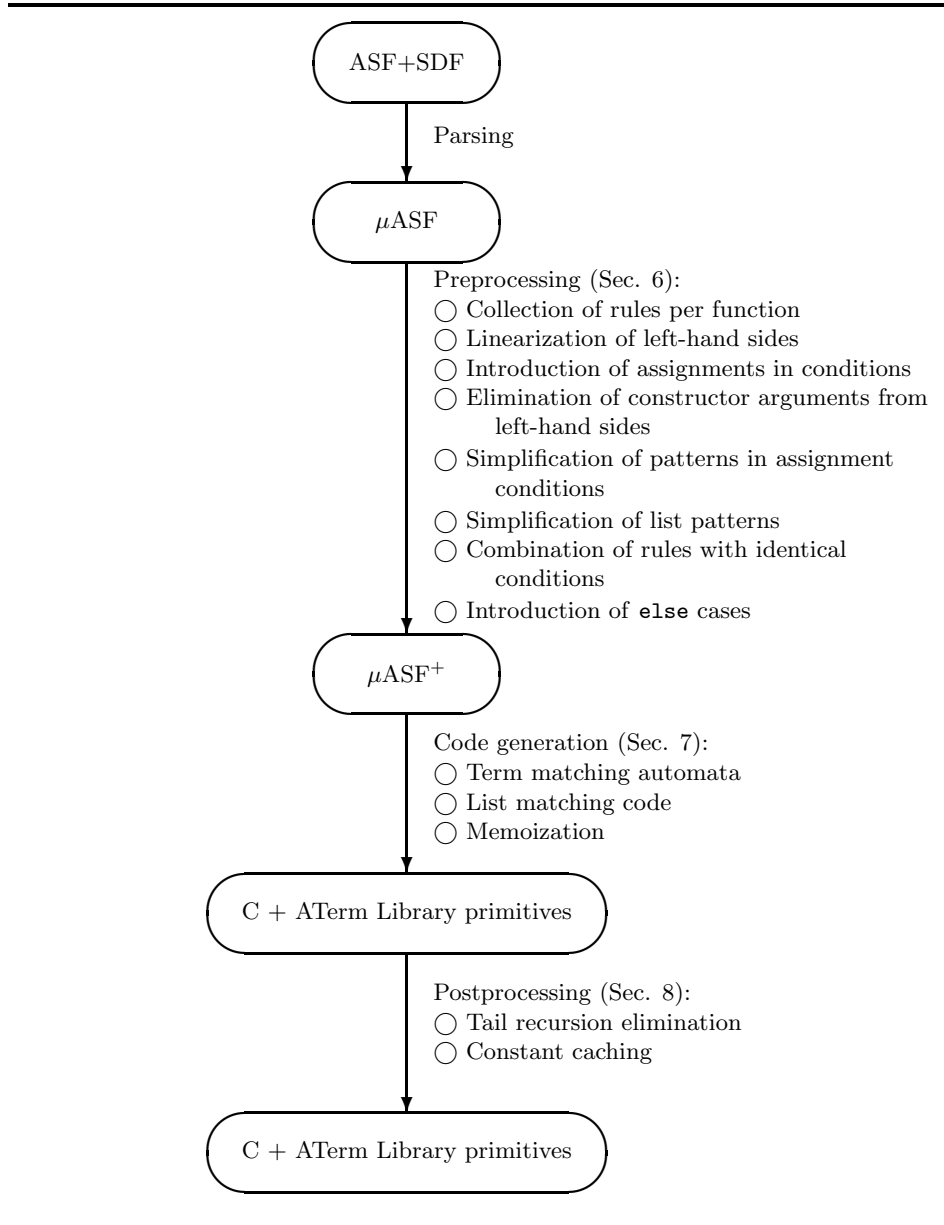 ASF+SDF
Parsing
μASF
Preprocessing (Sec. 6):
◯ Collection of rules per function
◯ Linearization of left-hand sides
◯ Introduction of assignments in conditions
◯ Elimination of constructor arguments from
left-hand sides
◯ Simplification of patterns in assignment
conditions
◯ Simplification of list patterns
◯ Combination of rules with identical
conditions
◯ Introduction of else cases
μASF⁺
Code generation (Sec. 7):
◯ Term matching automata
◯ List matching code
◯ Memoization
C + ATerm Library primitives
Postprocessing (Sec. 8):
◯ Tail recursion elimination
◯ Constant caching
C + ATerm Library primitives